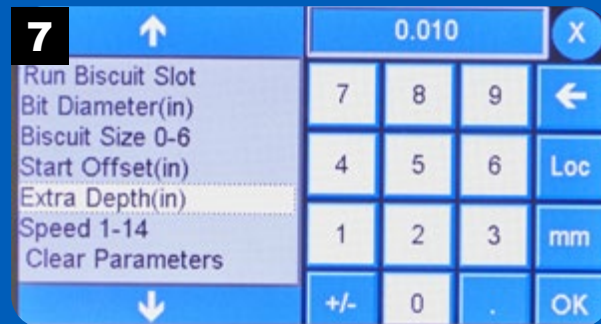 7
0.010
X
Run Biscuit Slot
Bit Diameter(in)
Biscuit Size 0-6
Start Offset(in)
Extra Depth(in)
Speed 1-14
Clear Parameters
7 8 9
4 5 6 Loc
1 2 3 mm
+/- 0 . OK